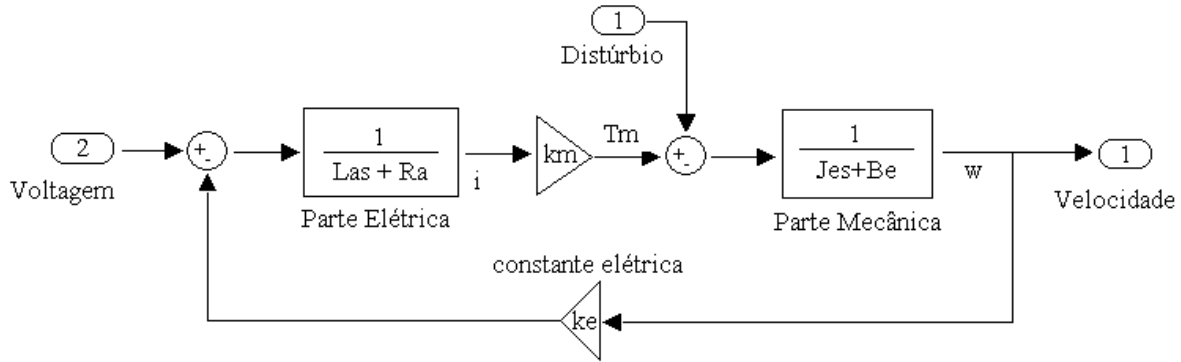 1
Distúrbio
2
Voltagem
+
-
1
Las + Ra
Parte Elétrica
i
km
Tm
+
-
1
Jes+Be
Parte Mecânica
w
1
Velocidade
constante elétrica
ke